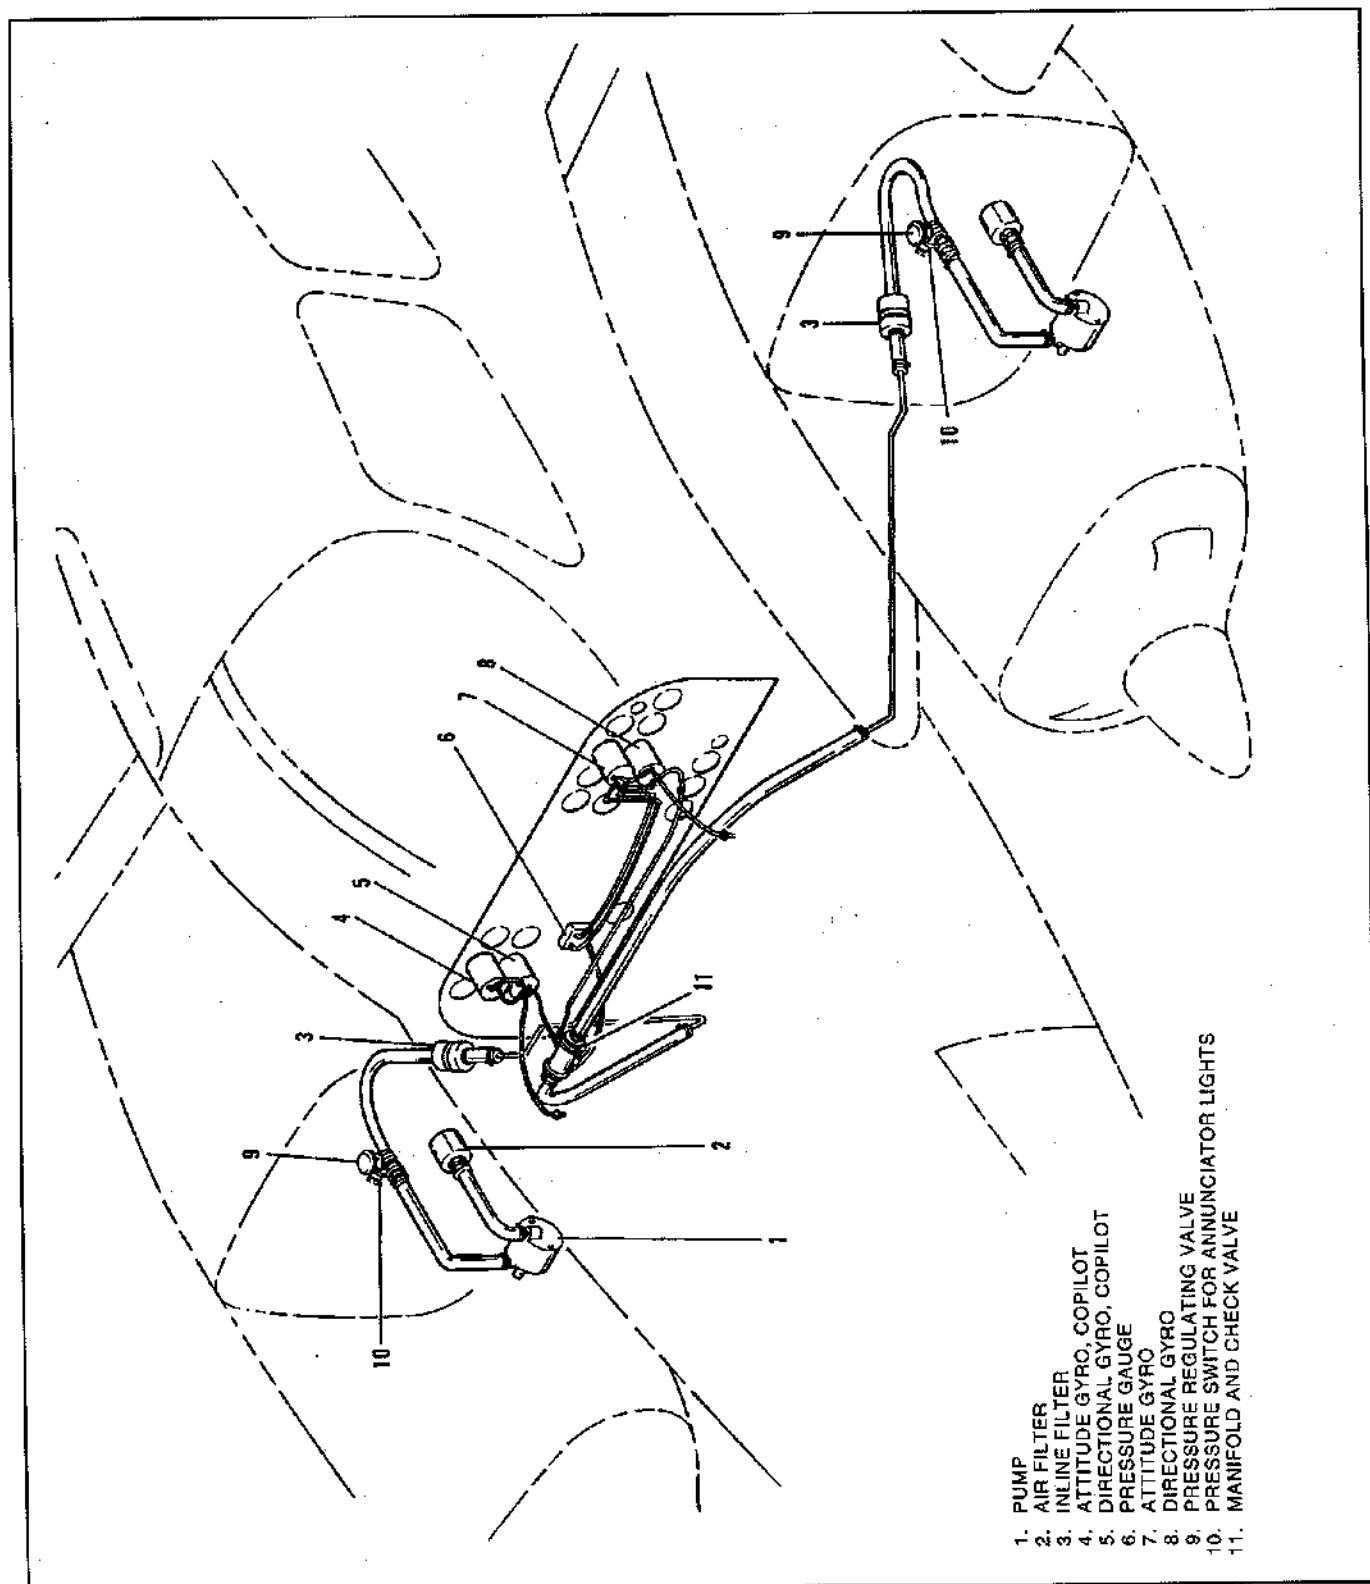 9
3
10
8
7
6
5
4
11
3
9
2
10
1
1. PUMP
2. AIR FILTER
3. INLINE FILTER
4. ATTITUDE GYRO, COPILOT
5. DIRECTIONAL GYRO, COPILOT
6. PRESSURE GAUGE
7. ATTITUDE GYRO
8. DIRECTIONAL GYRO
9. PRESSURE REGULATING VALVE
10. PRESSURE SWITCH FOR ANNUNCIATOR LIGHTS
11. MANIFOLD AND CHECK VALVE